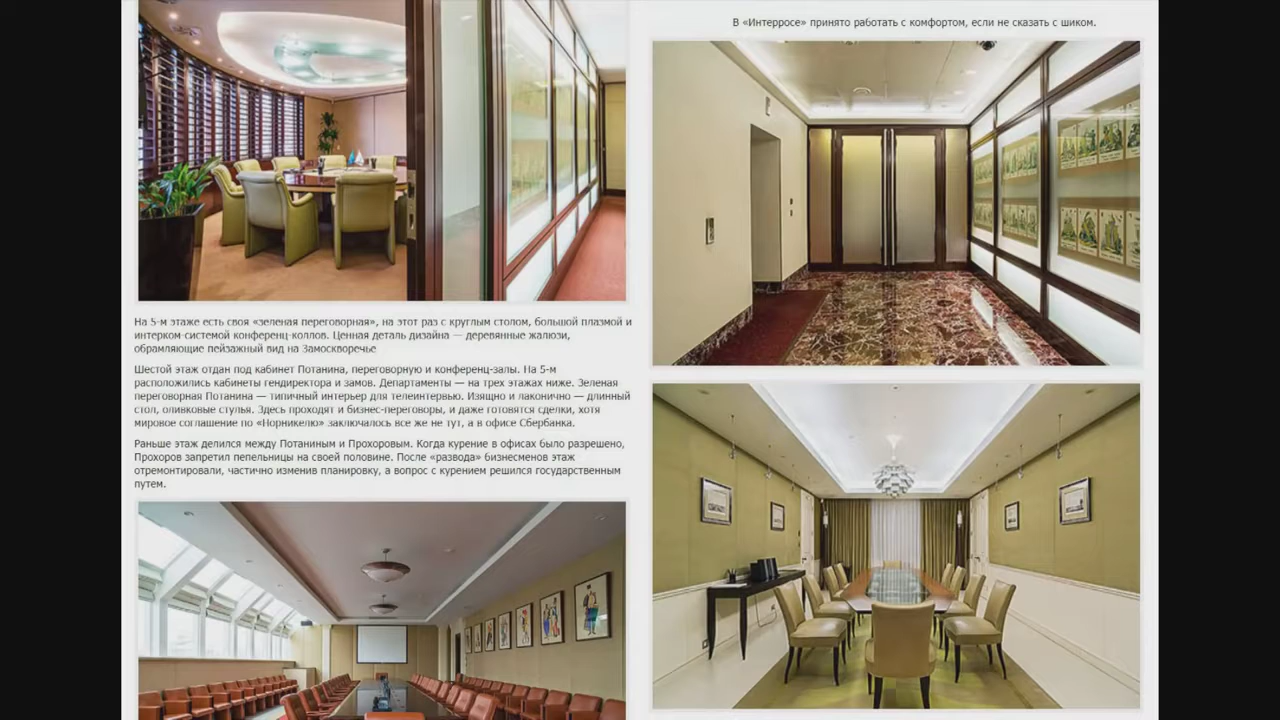 На 5-м этаже есть своя «зеленая переговорная», на этот раз с круглым столом, большой плазмой и
интерком-системой конференц-коллов. Ценная деталь дизайна — деревянные жалюзи,
обрамляющие пейзажный вид на Замоскворечье
Шестой этаж отдан под кабинет Потанина, переговорную и конференц-залы. На 5-м
расположились кабинеты гендиректора и замов. Департаменты — на трех этажах ниже. Зеленая
переговорная Потанина — типичный интерьер для телеинтервью. Изящно и лаконично — длинный
стол, оливковые стулья. Здесь проходят и бизнес-переговоры, и даже готовятся сделки, хотя
мировое соглашение по «Норникелю» заключалось все же не тут, а в офисе Сбербанка.
Раньше этаж делился между Потаниным и Прохоровым. Когда курение в офисах было разрешено,
Прохоров запретил пепельницы на своей половине. После «развода» бизнесменов этаж
отремонтировали, частично изменив планировку, а вопрос с курением решился государственным
путем.
В «Интерросе» принято работать с комфортом, если не сказать с шиком.